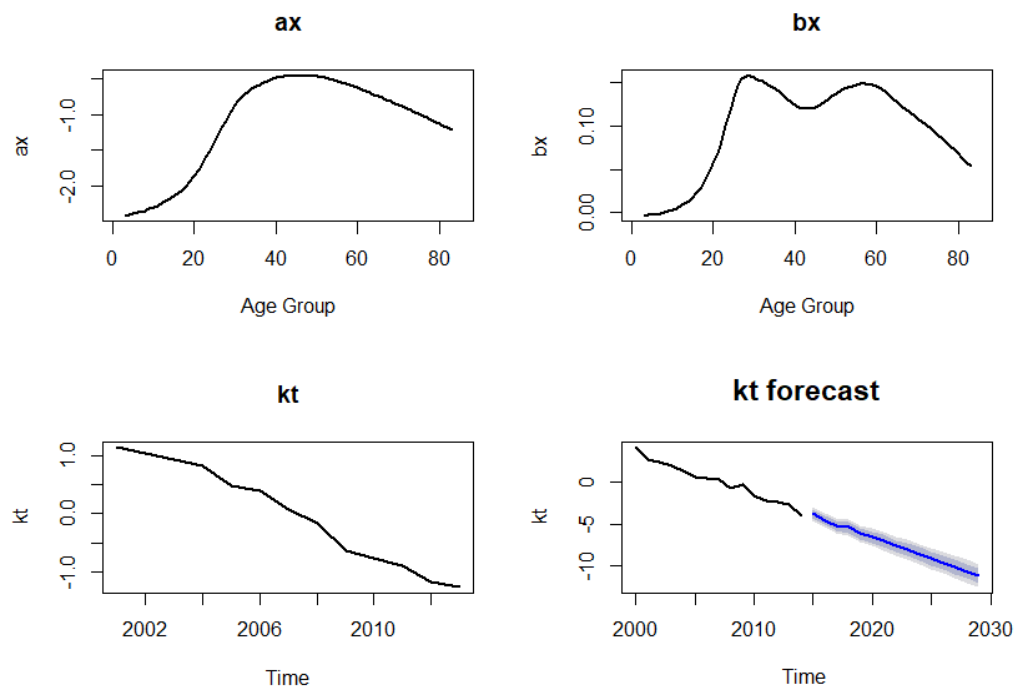 ax
ax
-1.0
-2.0
0 20 40 60 80
Age Group
bx
bx
0.10
0.00
0 20 40 60 80
Age Group
kt
kt
1.0
0.0
-1.0
2002 2006 2010
Time
kt forecast
kt
0
-5
-10
2000 2010 2020 2030
Time